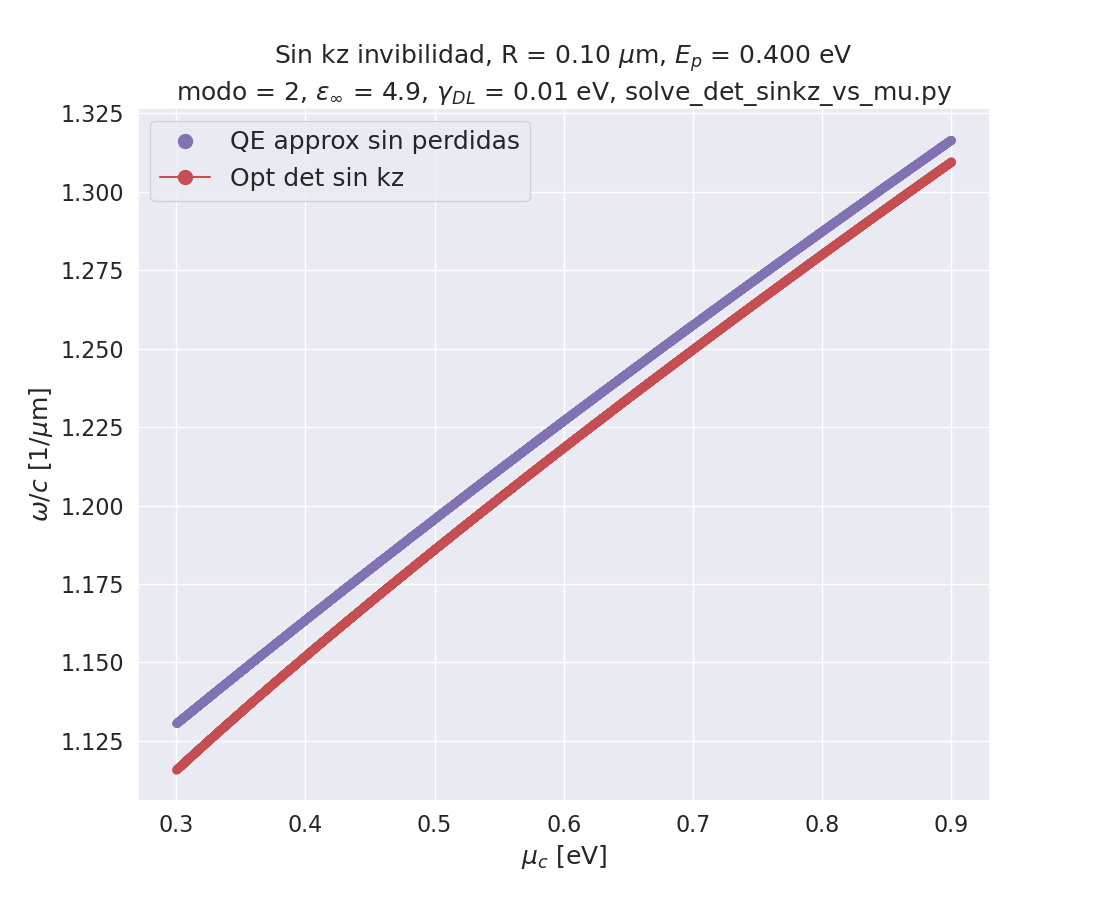 Sin kz invibilidad, R = 0.10 μm, E_p = 0.400 eV
modo = 2, ε_∞ = 4.9, γ_DL = 0.01 eV, solve_det_sinkz_vs_mu.py
QE approx sin perdidas
Opt det sin kz
ω/c [1/μm]
1.325
1.300
1.275
1.250
1.225
1.200
1.175
1.150
1.125
0.3 0.4 0.5 0.6 0.7 0.8 0.9
μ_c [eV]